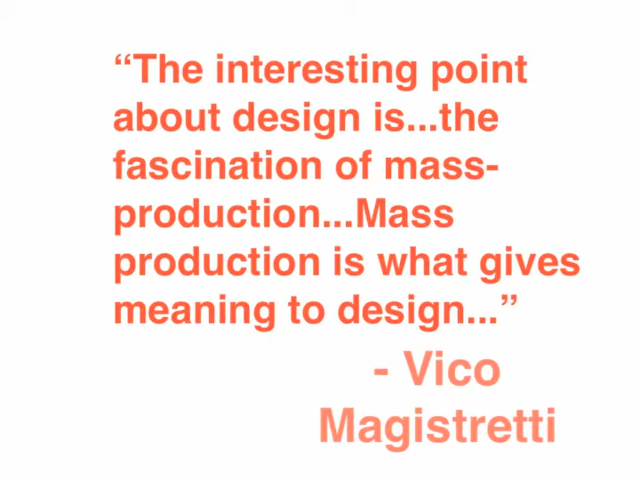 “The interesting point
about design is...the
fascination of mass-
production...Mass
production is what gives
meaning to design...”
- Vico
Magistretti